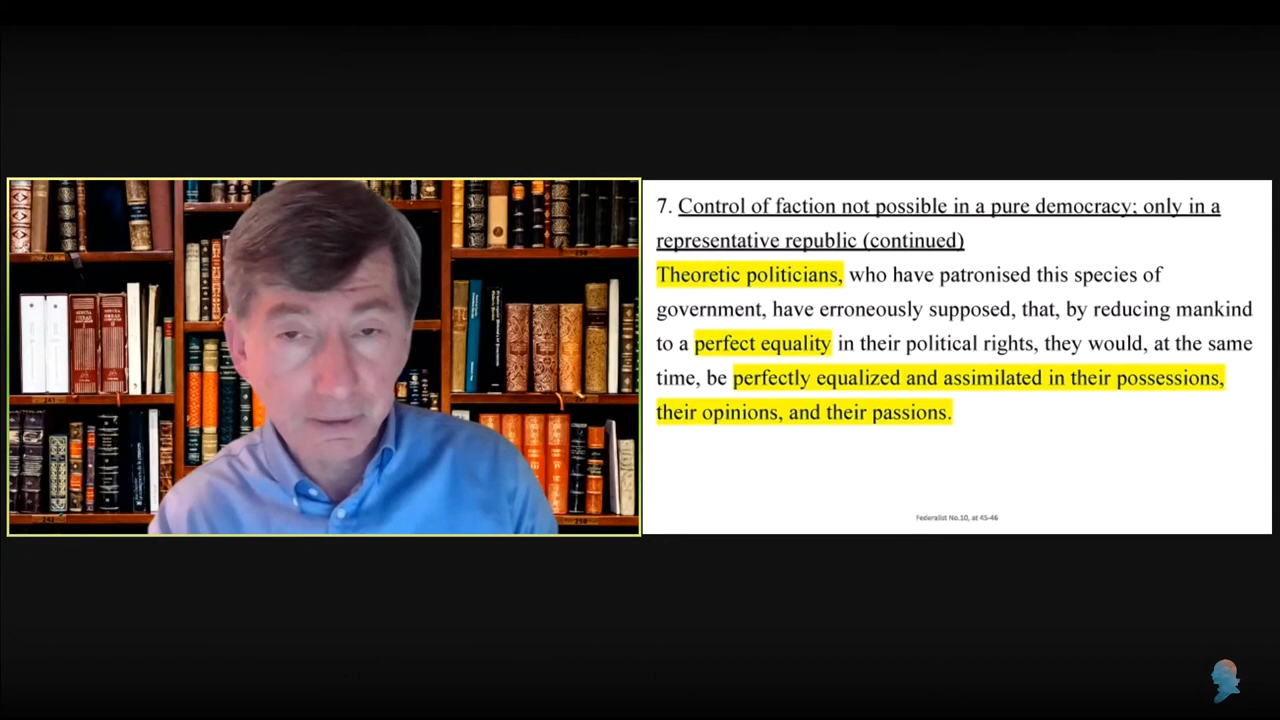 7. Control of faction not possible in a pure democracy; only in a
representative republic (continued)
Theoretic politicians, who have patronised this species of
government, have erroneously supposed, that, by reducing mankind
to a perfect equality in their political rights, they would, at the same
time, be perfectly equalized and assimilated in their possessions,
their opinions, and their passions.
Federalist No.10, at 45-46